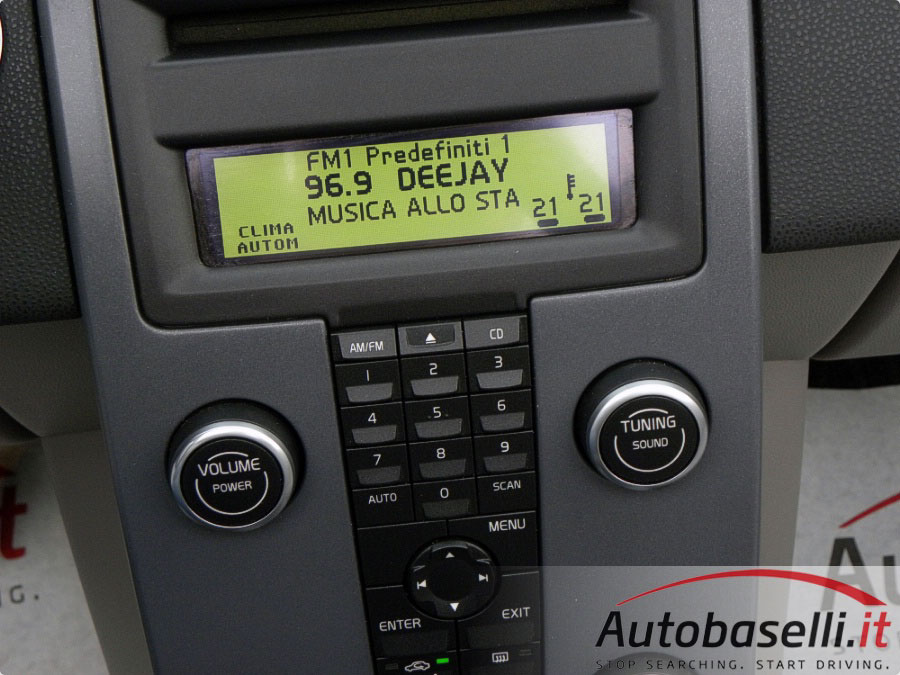 FM1 Predefiniti 1
96.9 DEEJAY
MUSICA ALLO STA
21 21
CLIMA
AUTOM
AM/FM CD
1 2 3
4 5 6
7 8 9
AUTO 0 SCAN
VOLUME
POWER
TUNING
SOUND
MENU
ENTER EXIT
Autobaselli.it
STOP SEARCHING. START DRIVING.
t
NG.
A